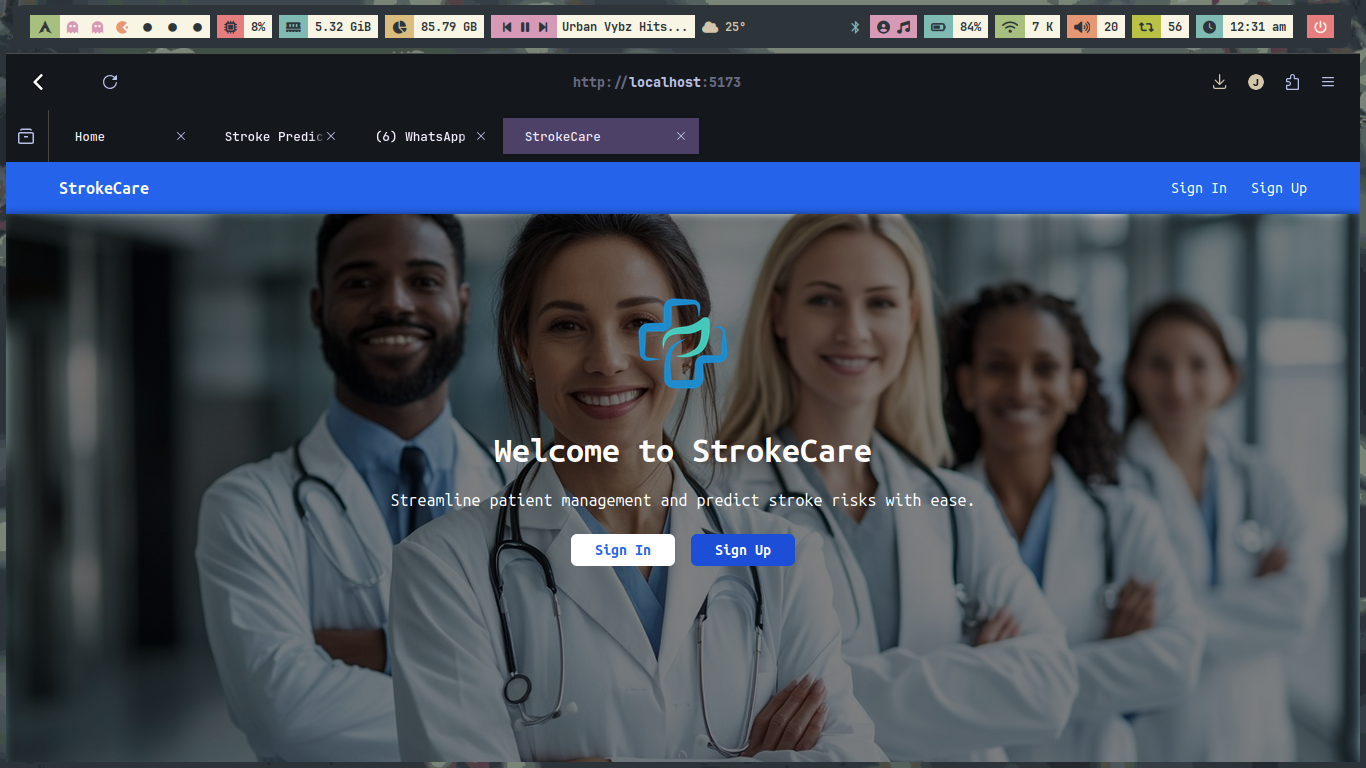 8% 5.32 GiB 85.79 GB Urban Vybz Hits... 25° 84% 7 K 20 56 12:31 am
http://localhost:5173
J
Home Stroke Predic (6) WhatsApp StrokeCare
StrokeCare Sign In Sign Up
Welcome to StrokeCare
Streamline patient management and predict stroke risks with ease.
Sign In Sign Up